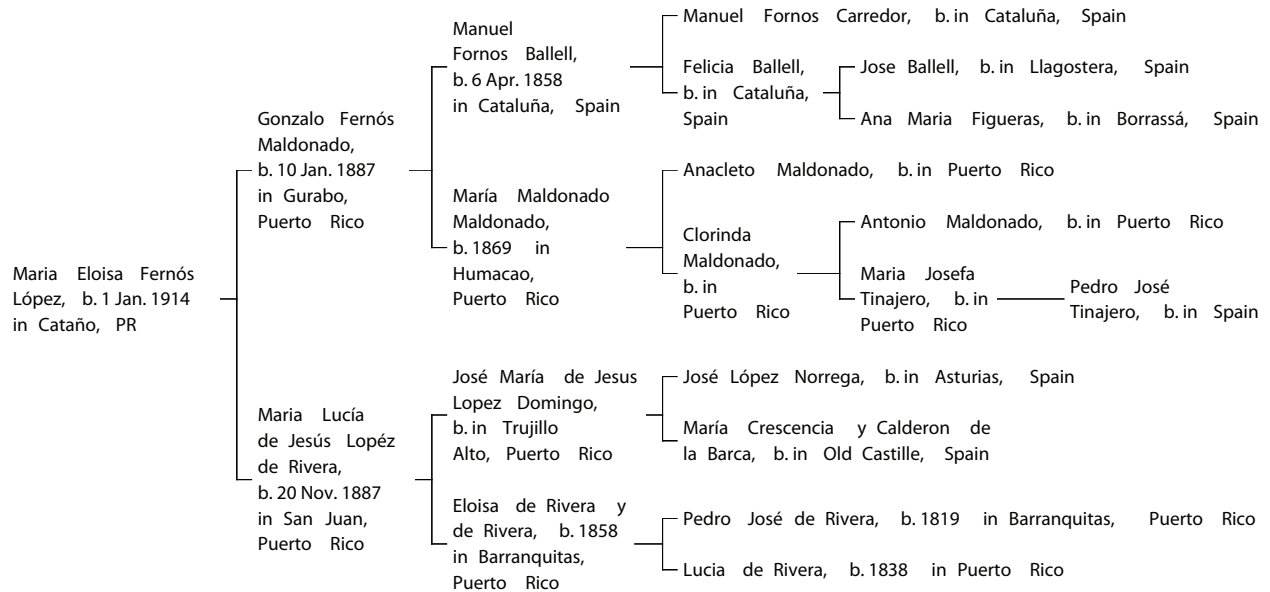 Maria Eloisa Fernós
López, b. 1 Jan. 1914
in Cataño, PR
Gonzalo Fernós
Maldonado,
b. 10 Jan. 1887
in Gurabo,
Puerto Rico
Manuel
Fornos Ballell,
b. 6 Apr. 1858
in Cataluña, Spain
Manuel Fornos Carredor, b. in Cataluña, Spain
Felicia Ballell,
b. in Cataluña,
Spain
Jose Ballell, b. in Llagostera, Spain
Ana Maria Figueras, b. in Borrassá, Spain
María Maldonado
Maldonado,
b. 1869 in
Humacao,
Puerto Rico
Anacleto Maldonado, b. in Puerto Rico
Clorinda
Maldonado,
b. in
Puerto Rico
Antonio Maldonado, b. in Puerto Rico
Maria Josefa
Tinajero, b. in
Puerto Rico
Pedro José
Tinajero, b. in Spain
Maria Lucía
de Jesús Lopéz
de Rivera,
b. 20 Nov. 1887
in San Juan,
Puerto Rico
José María de Jesus
Lopez Domingo,
b. in Trujillo
Alto, Puerto Rico
José López Norrega, b. in Asturias, Spain
María Crescencia y Calderon de
la Barca, b. in Old Castille, Spain
Eloisa de Rivera y
de Rivera, b. 1858
in Barranquitas,
Puerto Rico
Pedro José de Rivera, b. 1819 in Barranquitas, Puerto Rico
Lucia de Rivera, b. 1838 in Puerto Rico